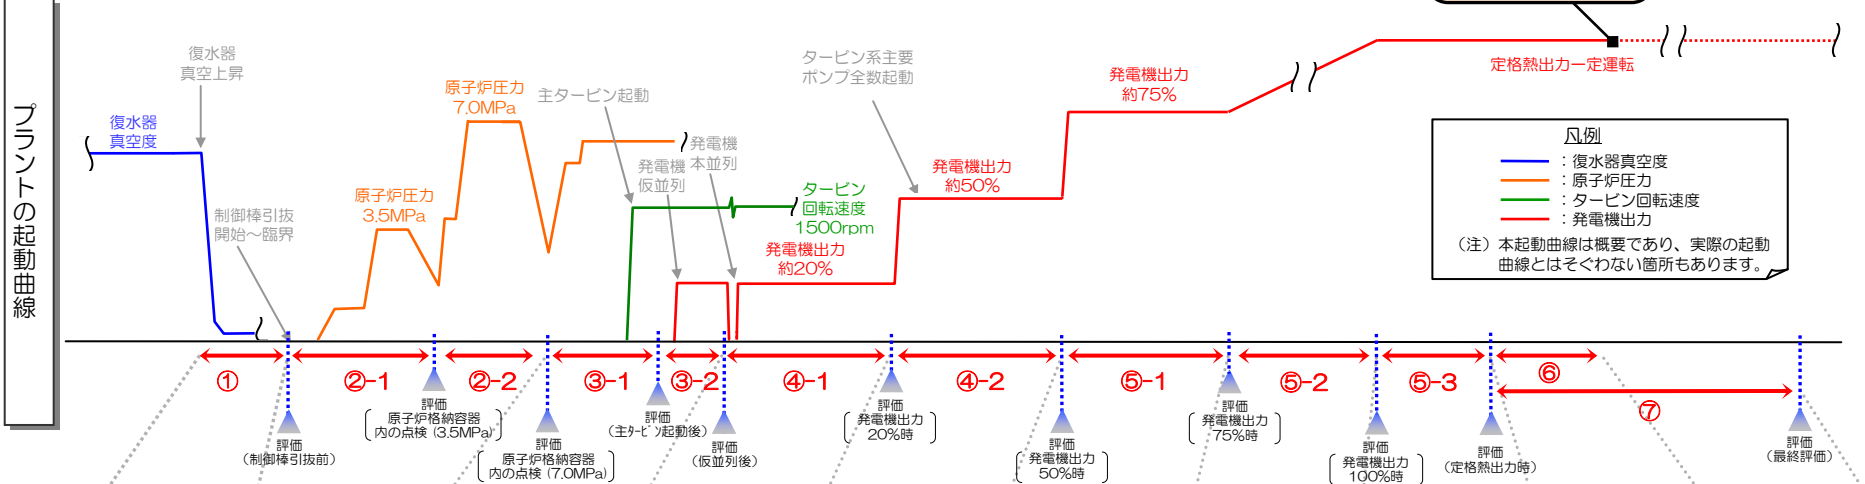 プラントの起動曲線
復水器
真空上昇
復水器
真空度
制御棒引抜
開始～臨界
原子炉圧力
3.5MPa
原子炉圧力
7.0MPa
主タービン起動
発電機
仮並列
発電機
本並列
タービン
回転速度
1500rpm
発電機出力
約20%
タービン系主要
ポンプ全数起動
発電機出力
約50%
発電機出力
約75%
定格熱出力一定運転
凡例
：復水器真空度
：原子炉圧力
：タービン回転速度
：発電機出力
（注）本起動曲線は概要であり、実際の起動
曲線とはそぐわない箇所もあります。
①
②-1
②-2
③-1
③-2
④-1
④-2
⑤-1
⑤-2
⑤-3
⑥
⑦
評価
（制御棒引抜前）
評価
原子炉格納容器
内の点検 (3.5MPa)
評価
原子炉格納容器
内の点検 (7.0MPa)
評価
（主ﾀｰﾋﾞﾝ起動後）
評価
（仮並列後）
評価
発電機出力
20%時
評価
発電機出力
50%時
評価
発電機出力
75%時
評価
発電機出力
100%時
評価
（定格熱出力時）
評価
（最終評価）